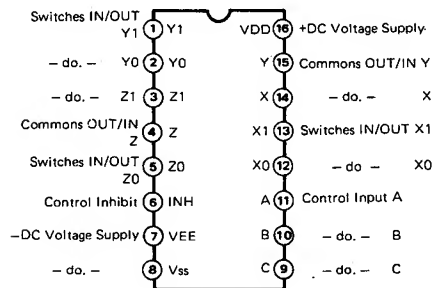 Switches IN/OUT
Y1 1 Y1
– do. – 2 Y0
– do. – 3 Z1
Commons OUT/IN
Z 4 Z
Switches IN/OUT
Z0 5 Z0
Control Inhibit 6 INH
–DC Voltage Supply 7 VEE
– do. – 8 Vss
VDD 16 +DC Voltage Supply
Y 15 Commons OUT/IN Y
X 14 – do. – X
X1 13 Switches IN/OUT X1
X0 12 – do – X0
A 11 Control Input A
B 10 – do. – B
C 9 – do. – C